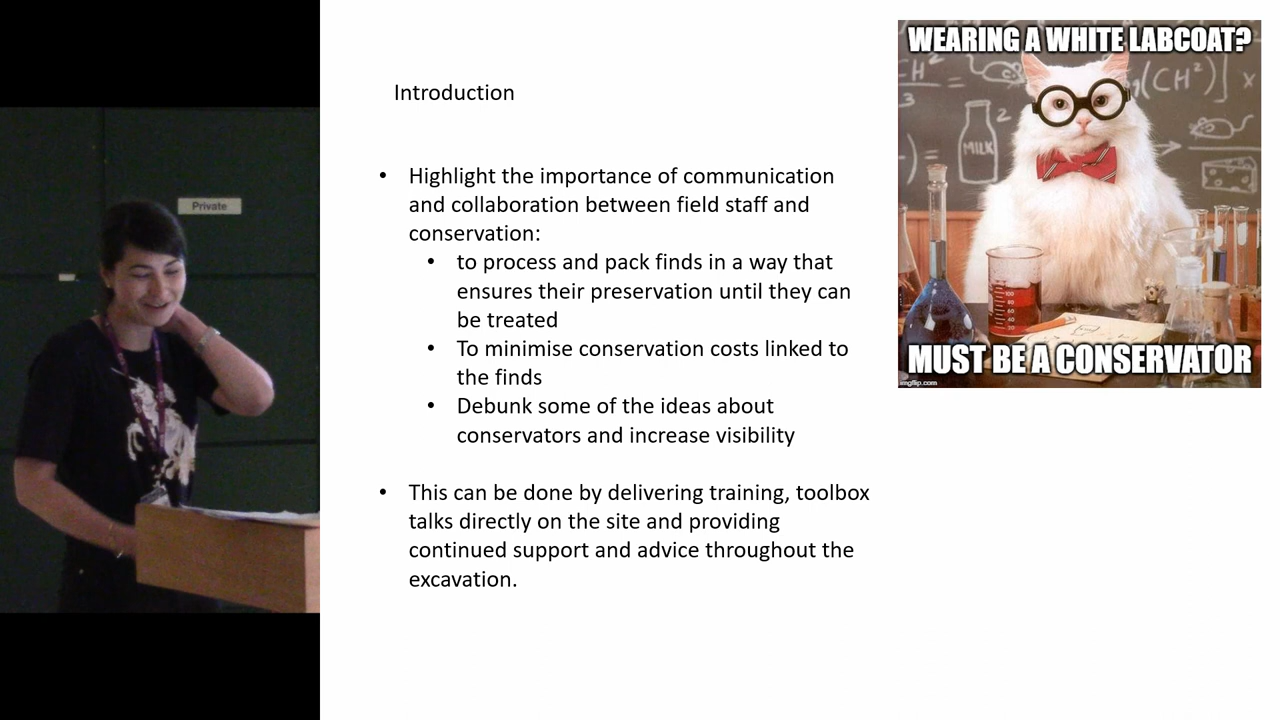 Private
Introduction
• Highlight the importance of communication
and collaboration between field staff and
conservation:
• to process and pack finds in a way that
ensures their preservation until they can
be treated
• To minimise conservation costs linked to
the finds
• Debunk some of the ideas about
conservators and increase visibility
• This can be done by delivering training, toolbox
talks directly on the site and providing
continued support and advice throughout the
excavation.
WEARING A WHITE LABCOAT?
MILK
2
(CH²)] x
MUST BE A CONSERVATOR
imgflip.com